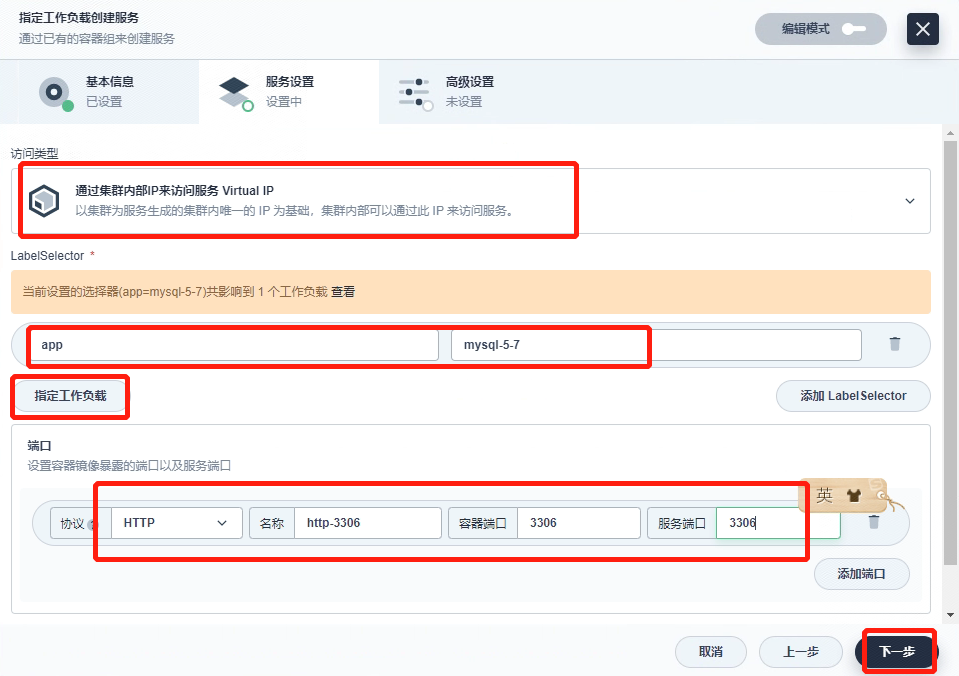 指定工作负载创建服务
通过已有的容器组来创建服务
编辑模式
基本信息
已设置
服务设置
设置中
高级设置
未设置
访问类型
通过集群内部IP来访问服务 Virtual IP
以集群为服务生成的集群内唯一的 IP 为基础，集群内部可以通过此 IP 来访问服务。
LabelSelector *
当前设置的选择器(app=mysql-5-7)共影响到 1 个工作负载 查看
app mysql-5-7
指定工作负载 添加 LabelSelector
端口
设置容器镜像暴露的端口以及服务端口
英
协议 HTTP 名称 http-3306 容器端口 3306 服务端口 3306
添加端口
取消 上一步 下一步